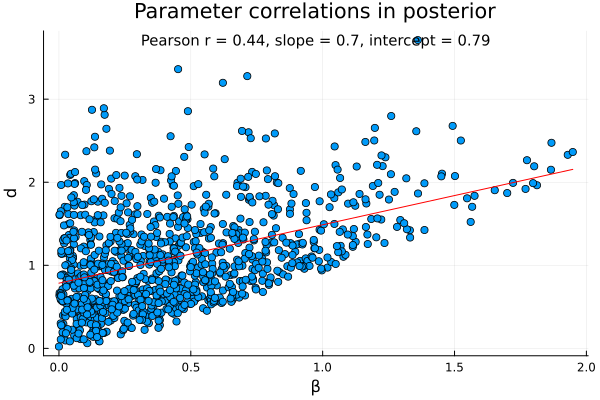 Parameter correlations in posterior
Pearson r = 0.44, slope = 0.7, intercept = 0.79
3
2
1
0
d
0.0 0.5 1.0 1.5 2.0
β